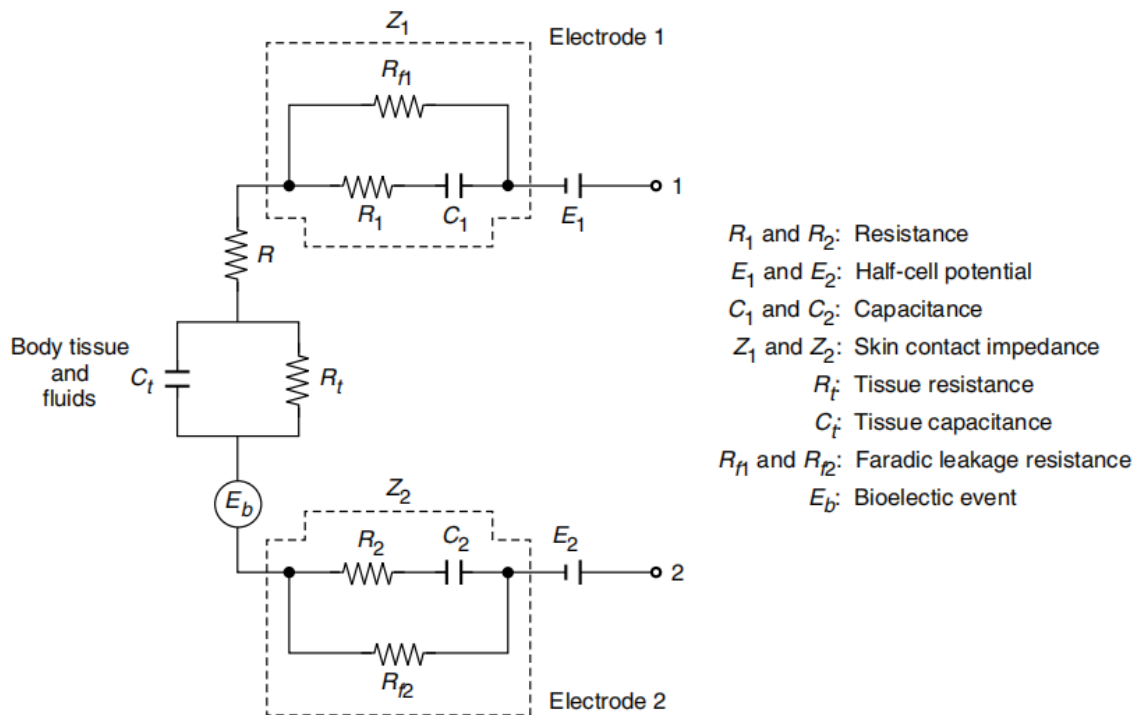 Z1
Electrode 1
Rf1
R1
C1
E1
1
R
Body tissue
and
fluids
Ct
Rt
Eb
Z2
R2
C2
E2
2
Rf2
Electrode 2
R1 and R2: Resistance
E1 and E2: Half-cell potential
C1 and C2: Capacitance
Z1 and Z2: Skin contact impedance
Rt: Tissue resistance
Ct: Tissue capacitance
Rf1 and Rf2: Faradic leakage resistance
Eb: Bioelectic event